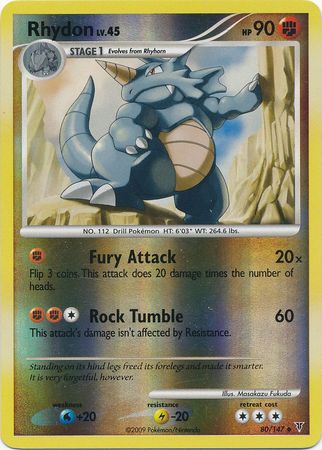 Rhydon LV.45 HP 90
STAGE 1 Evolves from Rhyhorn
NO. 112 Drill Pokémon HT: 6'03" WT: 264.6 lbs.
Fury Attack 20×
Flip 3 coins. This attack does 20 damage times the number of
heads.
Rock Tumble 60
This attack's damage isn't affected by Resistance.
Standing on its hind legs freed its forelegs and made it smarter.
It is very forgetful, however.
Illus. Masakazu Fukuda
weakness resistance retreat cost
+20 -20
©2009 Pokémon/Nintendo 80/147